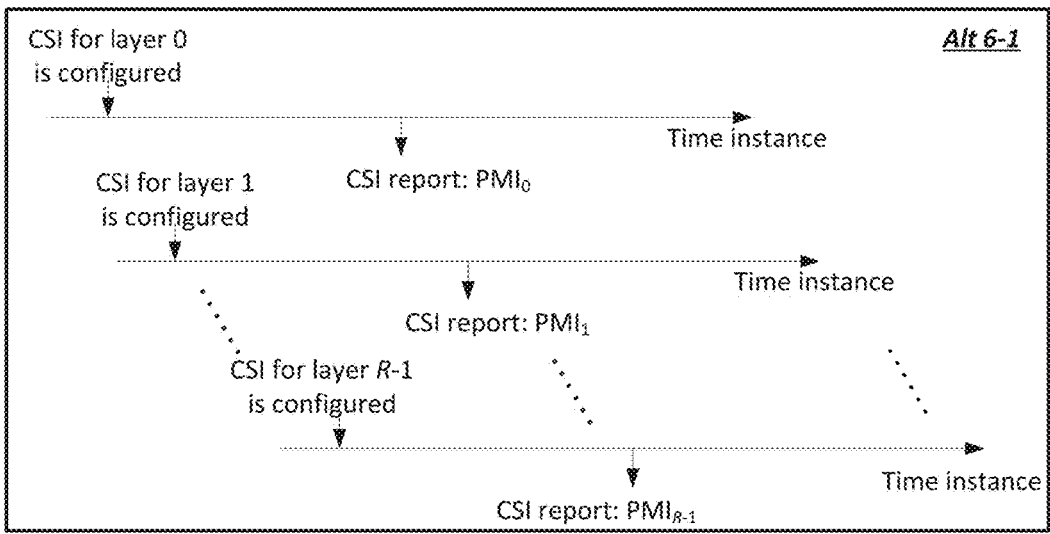 CSI for layer 0
is configured
Alt 6-1
Time instance
CSI report: PMI₀
CSI for layer 1
is configured
Time instance
CSI report: PMI₁
CSI for layer R-1
is configured
Time instance
CSI report: PMI_R-1